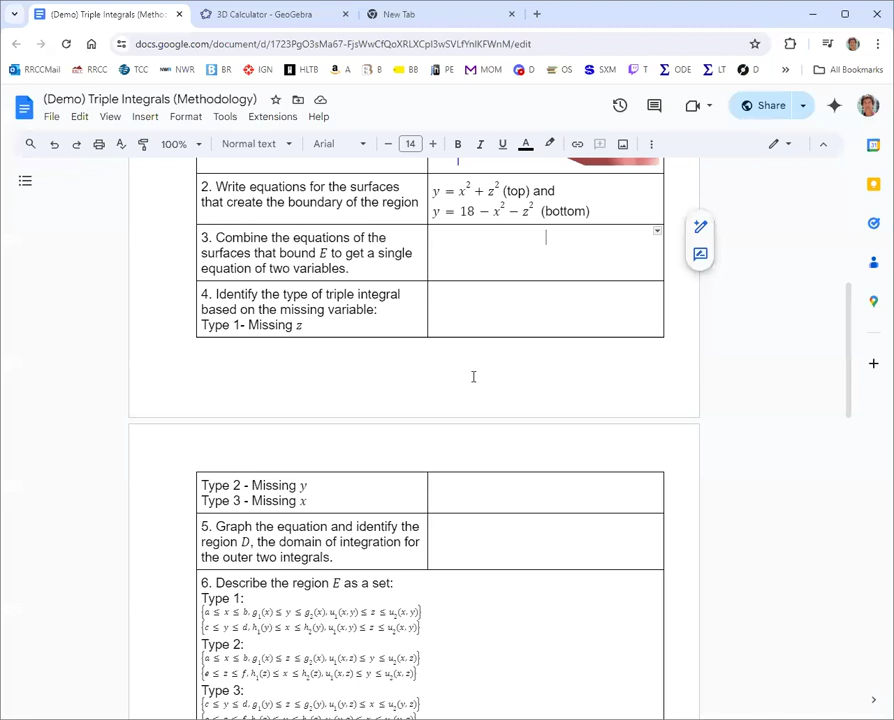 (Demo) Triple Integrals (Metho
3D Calculator - GeoGebra
New Tab
docs.google.com/document/d/1723PgO3sMa67-FjsWwCfQoXRLXCpI3wSVLfYnIKFWnM/edit
RRCCMail
RRCC
TCC
NWR
BR
IGN
HLTB
A
B
BB
PE
MOM
D
OS
SXM
T
ODE
LT
D
All Bookmarks
(Demo) Triple Integrals (Methodology)
File Edit View Insert Format Tools Extensions Help
Share
100%
Normal text
Arial
14
2. Write equations for the surfaces
that create the boundary of the region
y = x² + z² (top) and
y = 18 − x² − z² (bottom)
3. Combine the equations of the
surfaces that bound E to get a single
equation of two variables.
4. Identify the type of triple integral
based on the missing variable:
Type 1- Missing z
Type 2 - Missing y
Type 3 - Missing x
5. Graph the equation and identify the
region D, the domain of integration for
the outer two integrals.
6. Describe the region E as a set:
Type 1:
{a ≤ x ≤ b, g₁(x) ≤ y ≤ g₂(x), u₁(x, y) ≤ z ≤ u₂(x, y)}
{c ≤ y ≤ d, h₁(y) ≤ x ≤ h₂(y), u₁(x, y) ≤ z ≤ u₂(x, y)}
Type 2:
{a ≤ x ≤ b, g₁(x) ≤ z ≤ g₂(x), u₁(x, z) ≤ y ≤ u₂(x, z)}
{e ≤ z ≤ f, h₁(z) ≤ x ≤ h₂(z), u₁(x, z) ≤ y ≤ u₂(x, z)}
Type 3:
{c ≤ y ≤ d, g₁(y) ≤ z ≤ g₂(y), u₁(y, z) ≤ x ≤ u₂(y, z)}